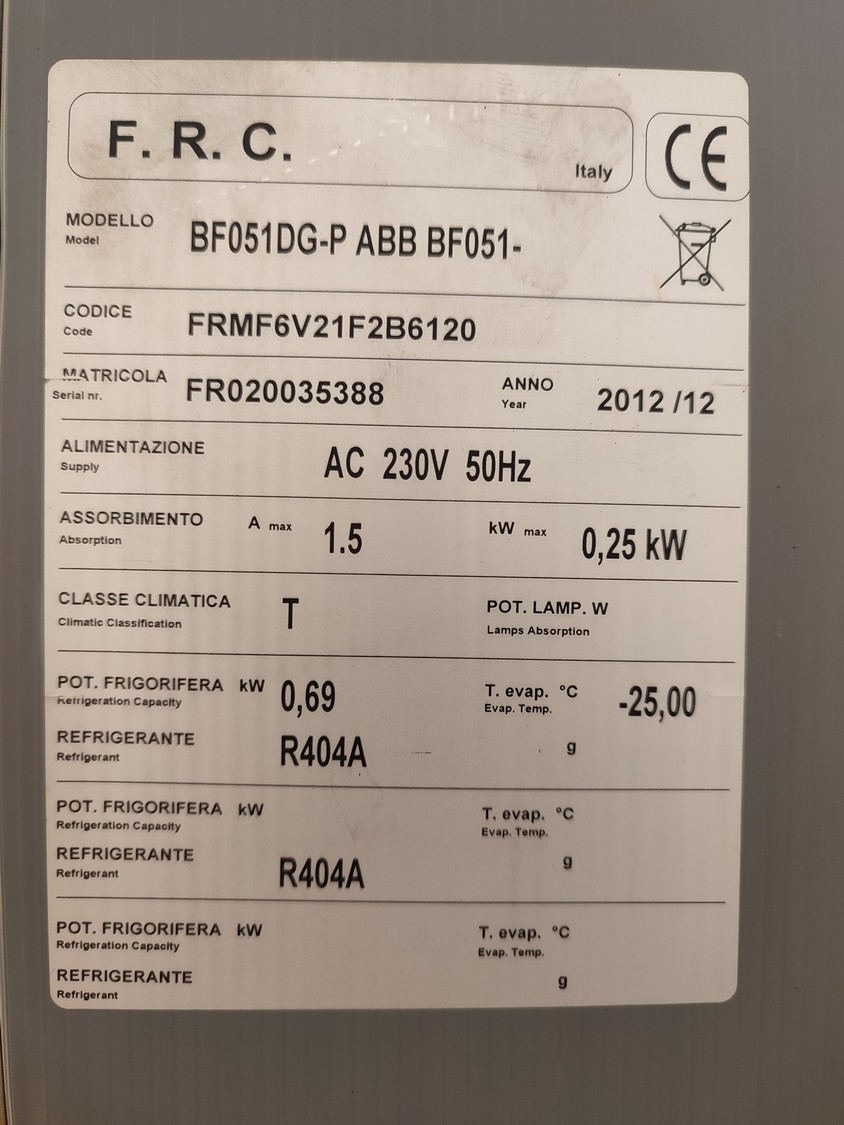 F. R. C.
Italy
CE
MODELLO
Model
BF051DG-P ABB BF051-
CODICE
Code
FRMF6V21F2B6120
MATRICOLA
Serial nr.
FR020035388
ANNO
Year
2012 /12
ALIMENTAZIONE
Supply
AC 230V 50Hz
ASSORBIMENTO
Absorption
A max 1.5
kW max 0,25 kW
CLASSE CLIMATICA
Climatic Classification
T
POT. LAMP. W
Lamps Absorption
POT. FRIGORIFERA kW 0,69
Refrigeration Capacity
T. evap. °C -25,00
Evap. Temp.
REFRIGERANTE
Refrigerant
R404A
g
POT. FRIGORIFERA kW
Refrigeration Capacity
T. evap. °C
Evap. Temp.
REFRIGERANTE
Refrigerant
R404A
g
POT. FRIGORIFERA kW
Refrigeration Capacity
T. evap. °C
Evap. Temp.
REFRIGERANTE
Refrigerant
g